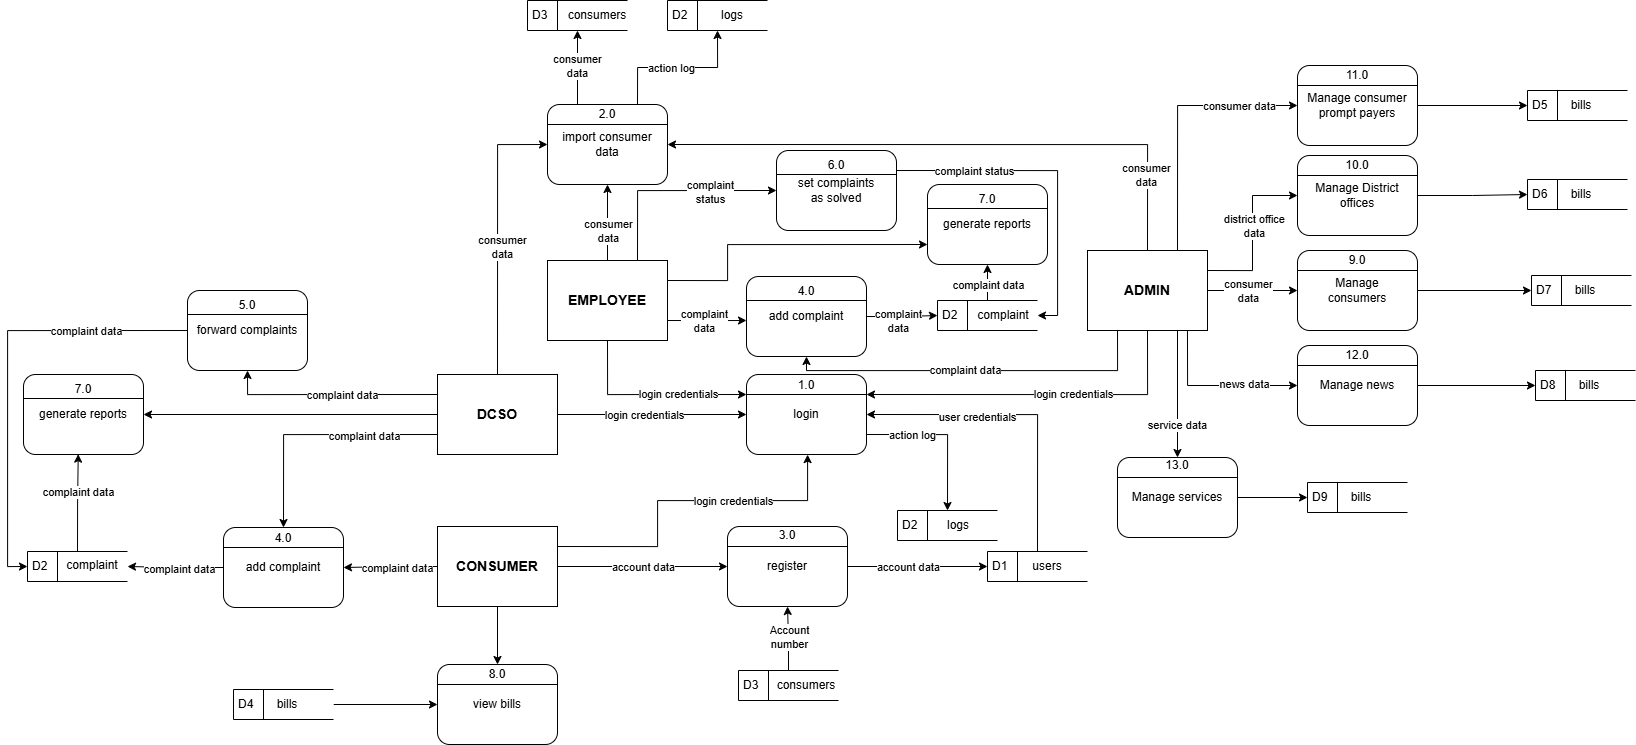 D3 consumers
D2 logs
consumer
data
action log
2.0
import consumer
data
11.0
Manage consumer
prompt payers
consumer data
D5 bills
6.0
set complaints
as solved
complaint status
complaint
status
consumer
data
10.0
Manage District
offices
D6 bills
7.0
generate reports
consumer
data
consumer
data
district office
data
EMPLOYEE
ADMIN
9.0
Manage
consumers
consumer
data
D7 bills
complaint data
4.0
add complaint
complaint
data
complaint
data
D2 complaint
5.0
forward complaints
complaint data
12.0
Manage news
news data
D8 bills
complaint data
7.0
generate reports
complaint data
DCSO
login credentials
login credentials
1.0
login
login credentials
user credentials
action log
complaint data
service data
13.0
Manage services
D9 bills
complaint data
login credentials
D2 logs
4.0
add complaint
D2 complaint
complaint data
complaint data
CONSUMER
account data
3.0
register
account data
D1 users
Account
number
D3 consumers
8.0
view bills
D4 bills